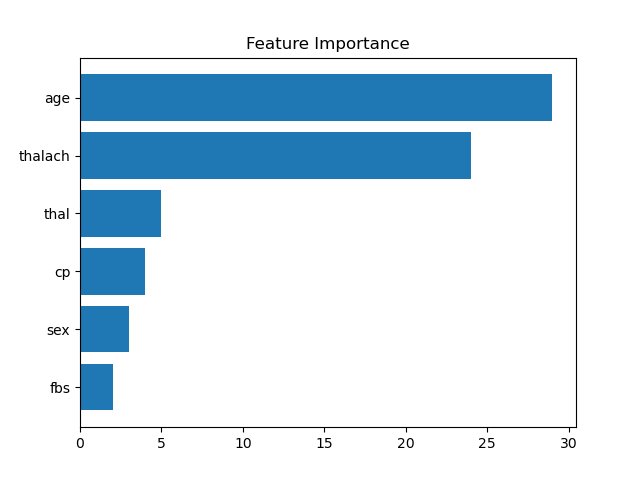 Feature Importance
age
thalach
thal
cp
sex
fbs
0 5 10 15 20 25 30